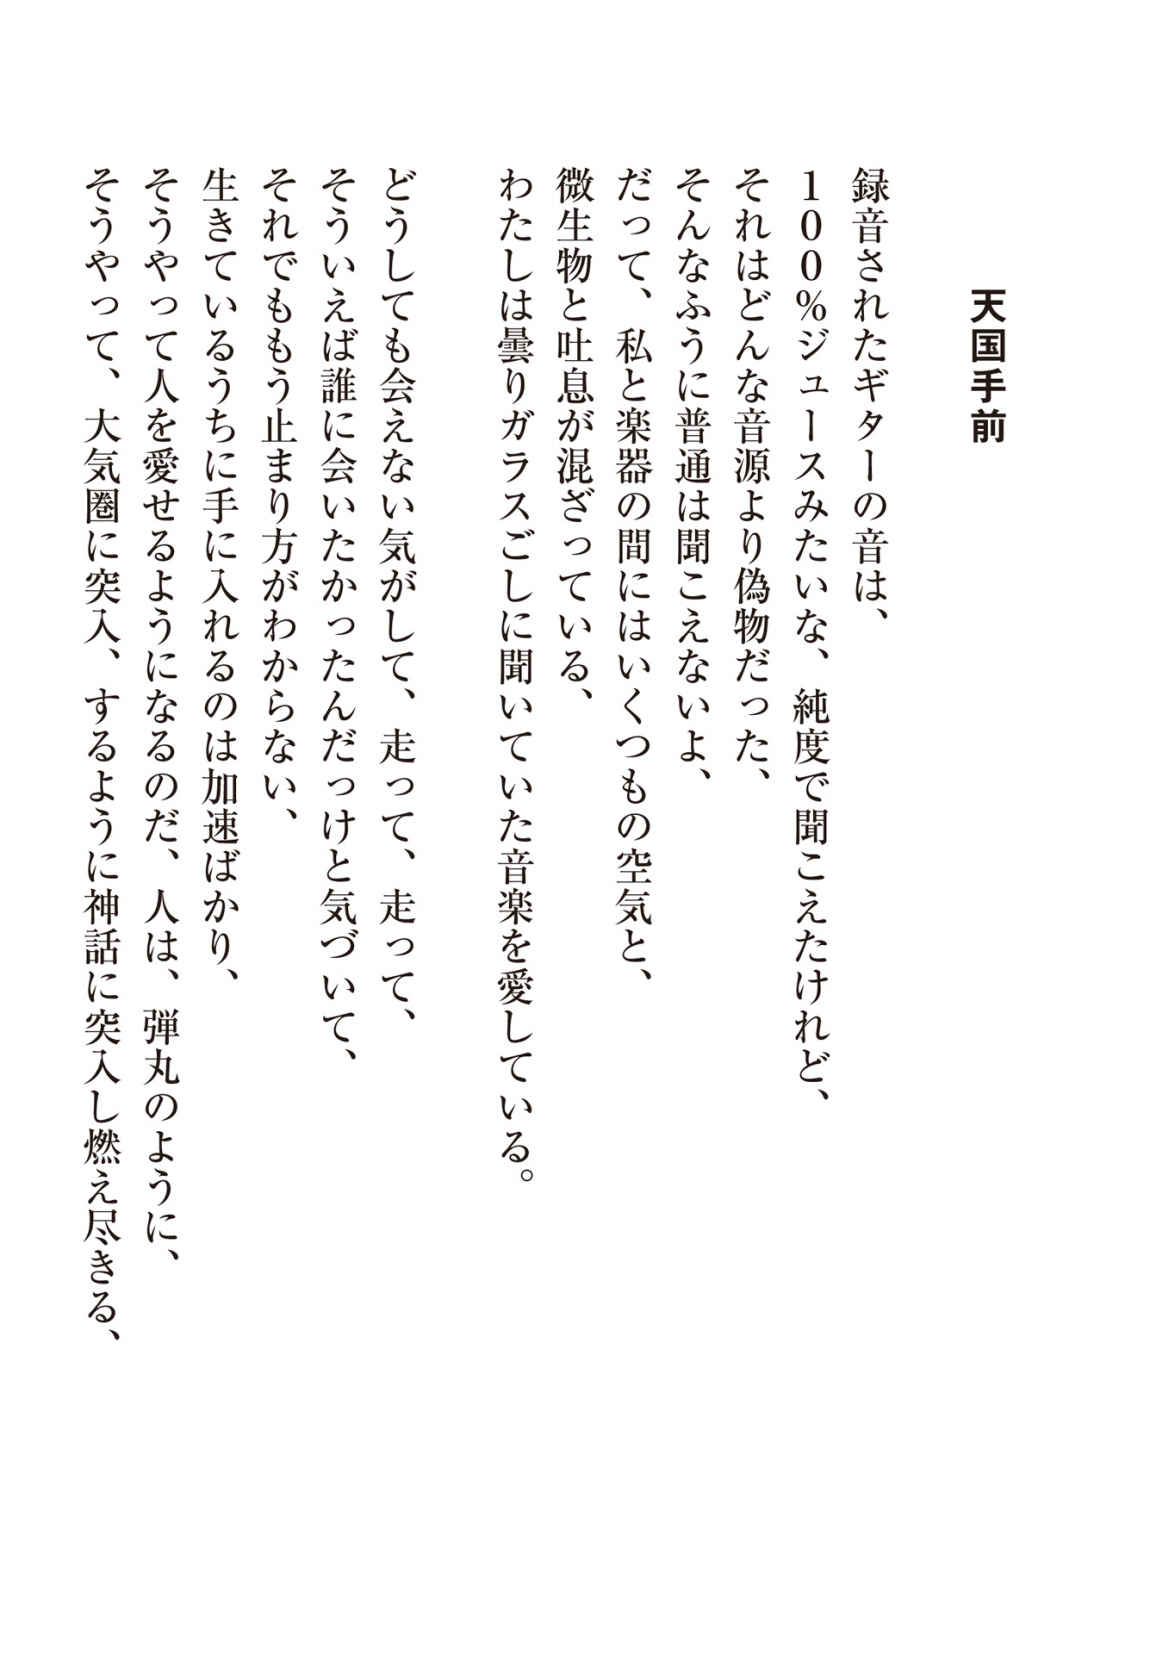 天国手前
録音されたギターの音は、
１００％ジュースみたいな、純度で聞こえたけれど、
それはどんな音源より偽物だった、
そんなふうに普通は聞こえないよ、
だって、私と楽器の間にはいくつもの空気と、
微生物と吐息が混ざっている、
わたしは曇りガラスごしに聞いていた音楽を愛している。
どうしても会えない気がして、走って、走って、
そういえば誰に会いたかったんだっけと気づいて、
それでももう止まり方がわからない、
生きているうちに手に入れるのは加速ばかり、
そうやって人を愛せるようになるのだ、人は、弾丸のように、
そうやって、大気圏に突入、するように神話に突入し燃え尽きる、